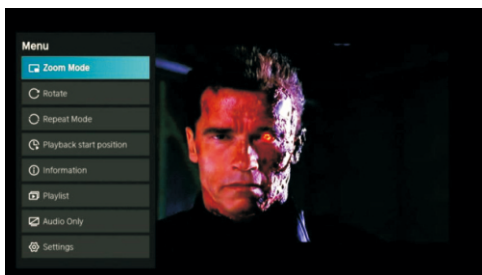 Menu
Zoom Mode
Rotate
Repeat Mode
Playback start position
Information
Playlist
Audio Only
Settings